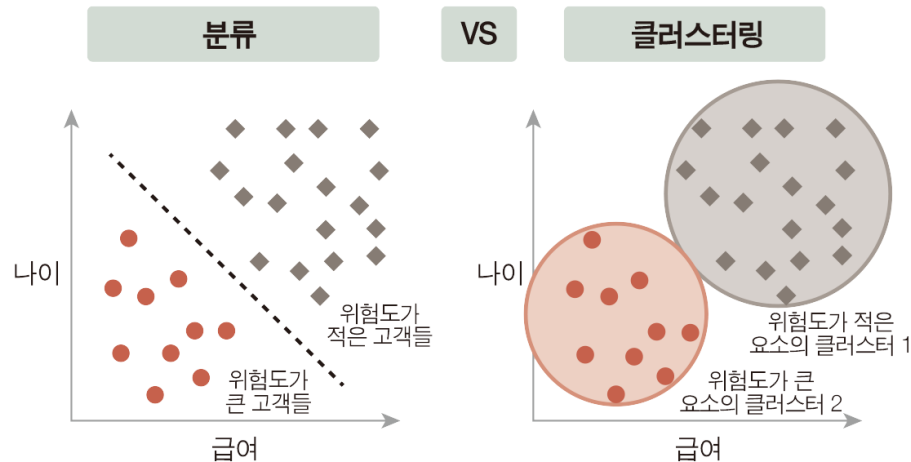 분류
VS
클러스터링
나이
위험도가
적은 고객들
위험도가
큰 고객들
급여
나이
위험도가 적은
요소의 클러스터 1
위험도가 큰
요소의 클러스터 2
급여